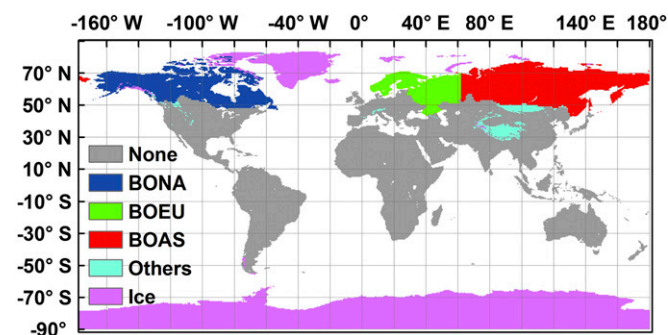 -160° W -100° W -40° W 0° 40° E 80° E 140° E 180°
70° N
50° N
30° N
10° N
-10° S
-30° S
-50° S
-70° S
-90°
None
BONA
BOEU
BOAS
Others
Ice